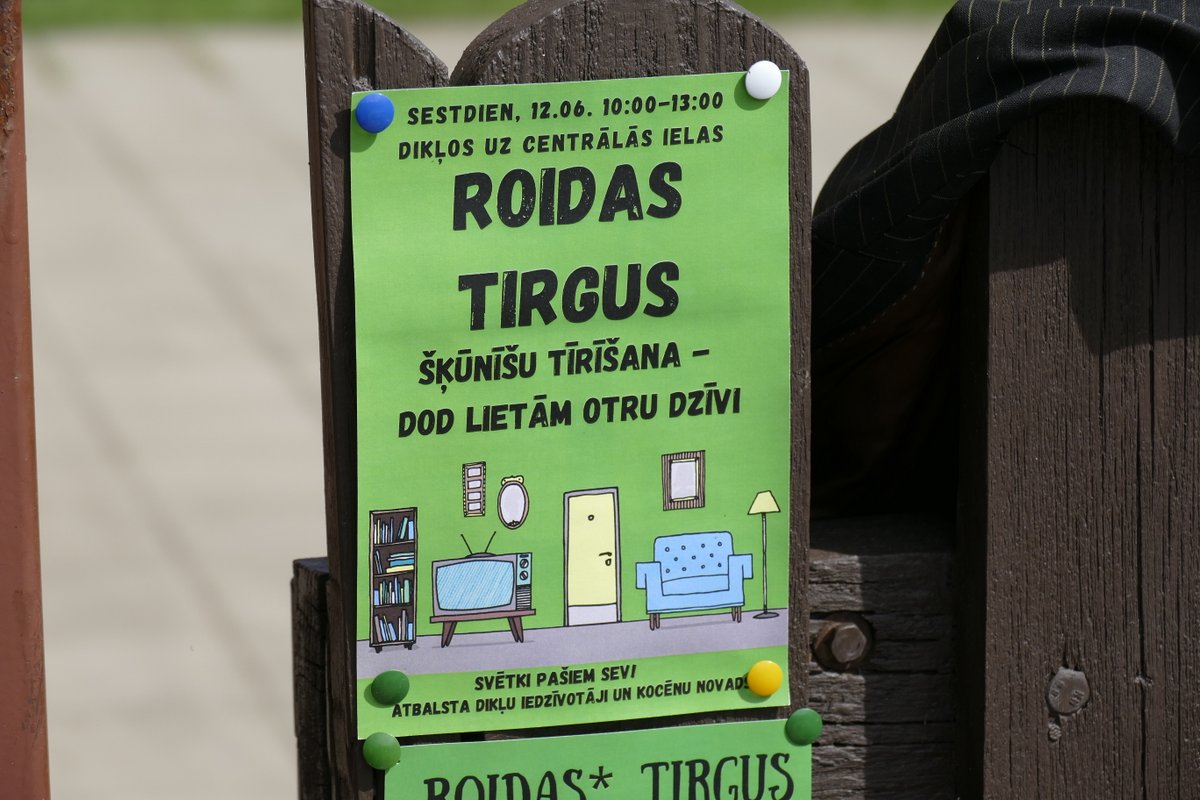 SESTDIEN, 12.06. 10:00–13:00
DIKĻOS UZ CENTRĀLĀS IELAS
ROIDAS
TIRGUS
ŠĶŪNĪŠU TĪRĪŠANA –
DOD LIETĀM OTRU DZĪVI
SVĒTKI PAŠIEM SEV!
ATBALSTA DIKĻU IEDZĪVOTĀJI UN KOCĒNU NOVADS
ROIDAS* TIRGUS